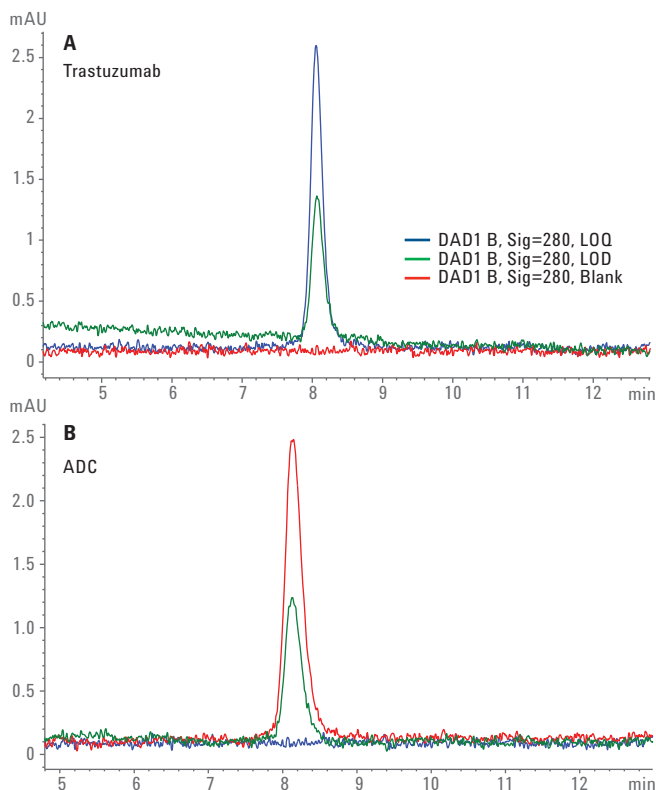 mAU
A
Trastuzumab
2.5
2
1.5
1
0.5
0
DAD1 B, Sig=280, LOQ
DAD1 B, Sig=280, LOD
DAD1 B, Sig=280, Blank
5 6 7 8 9 10 11 12 min
mAU
B
ADC
2.5
2.0
1.5
1.0
0.5
0
5 6 7 8 9 10 11 12 min